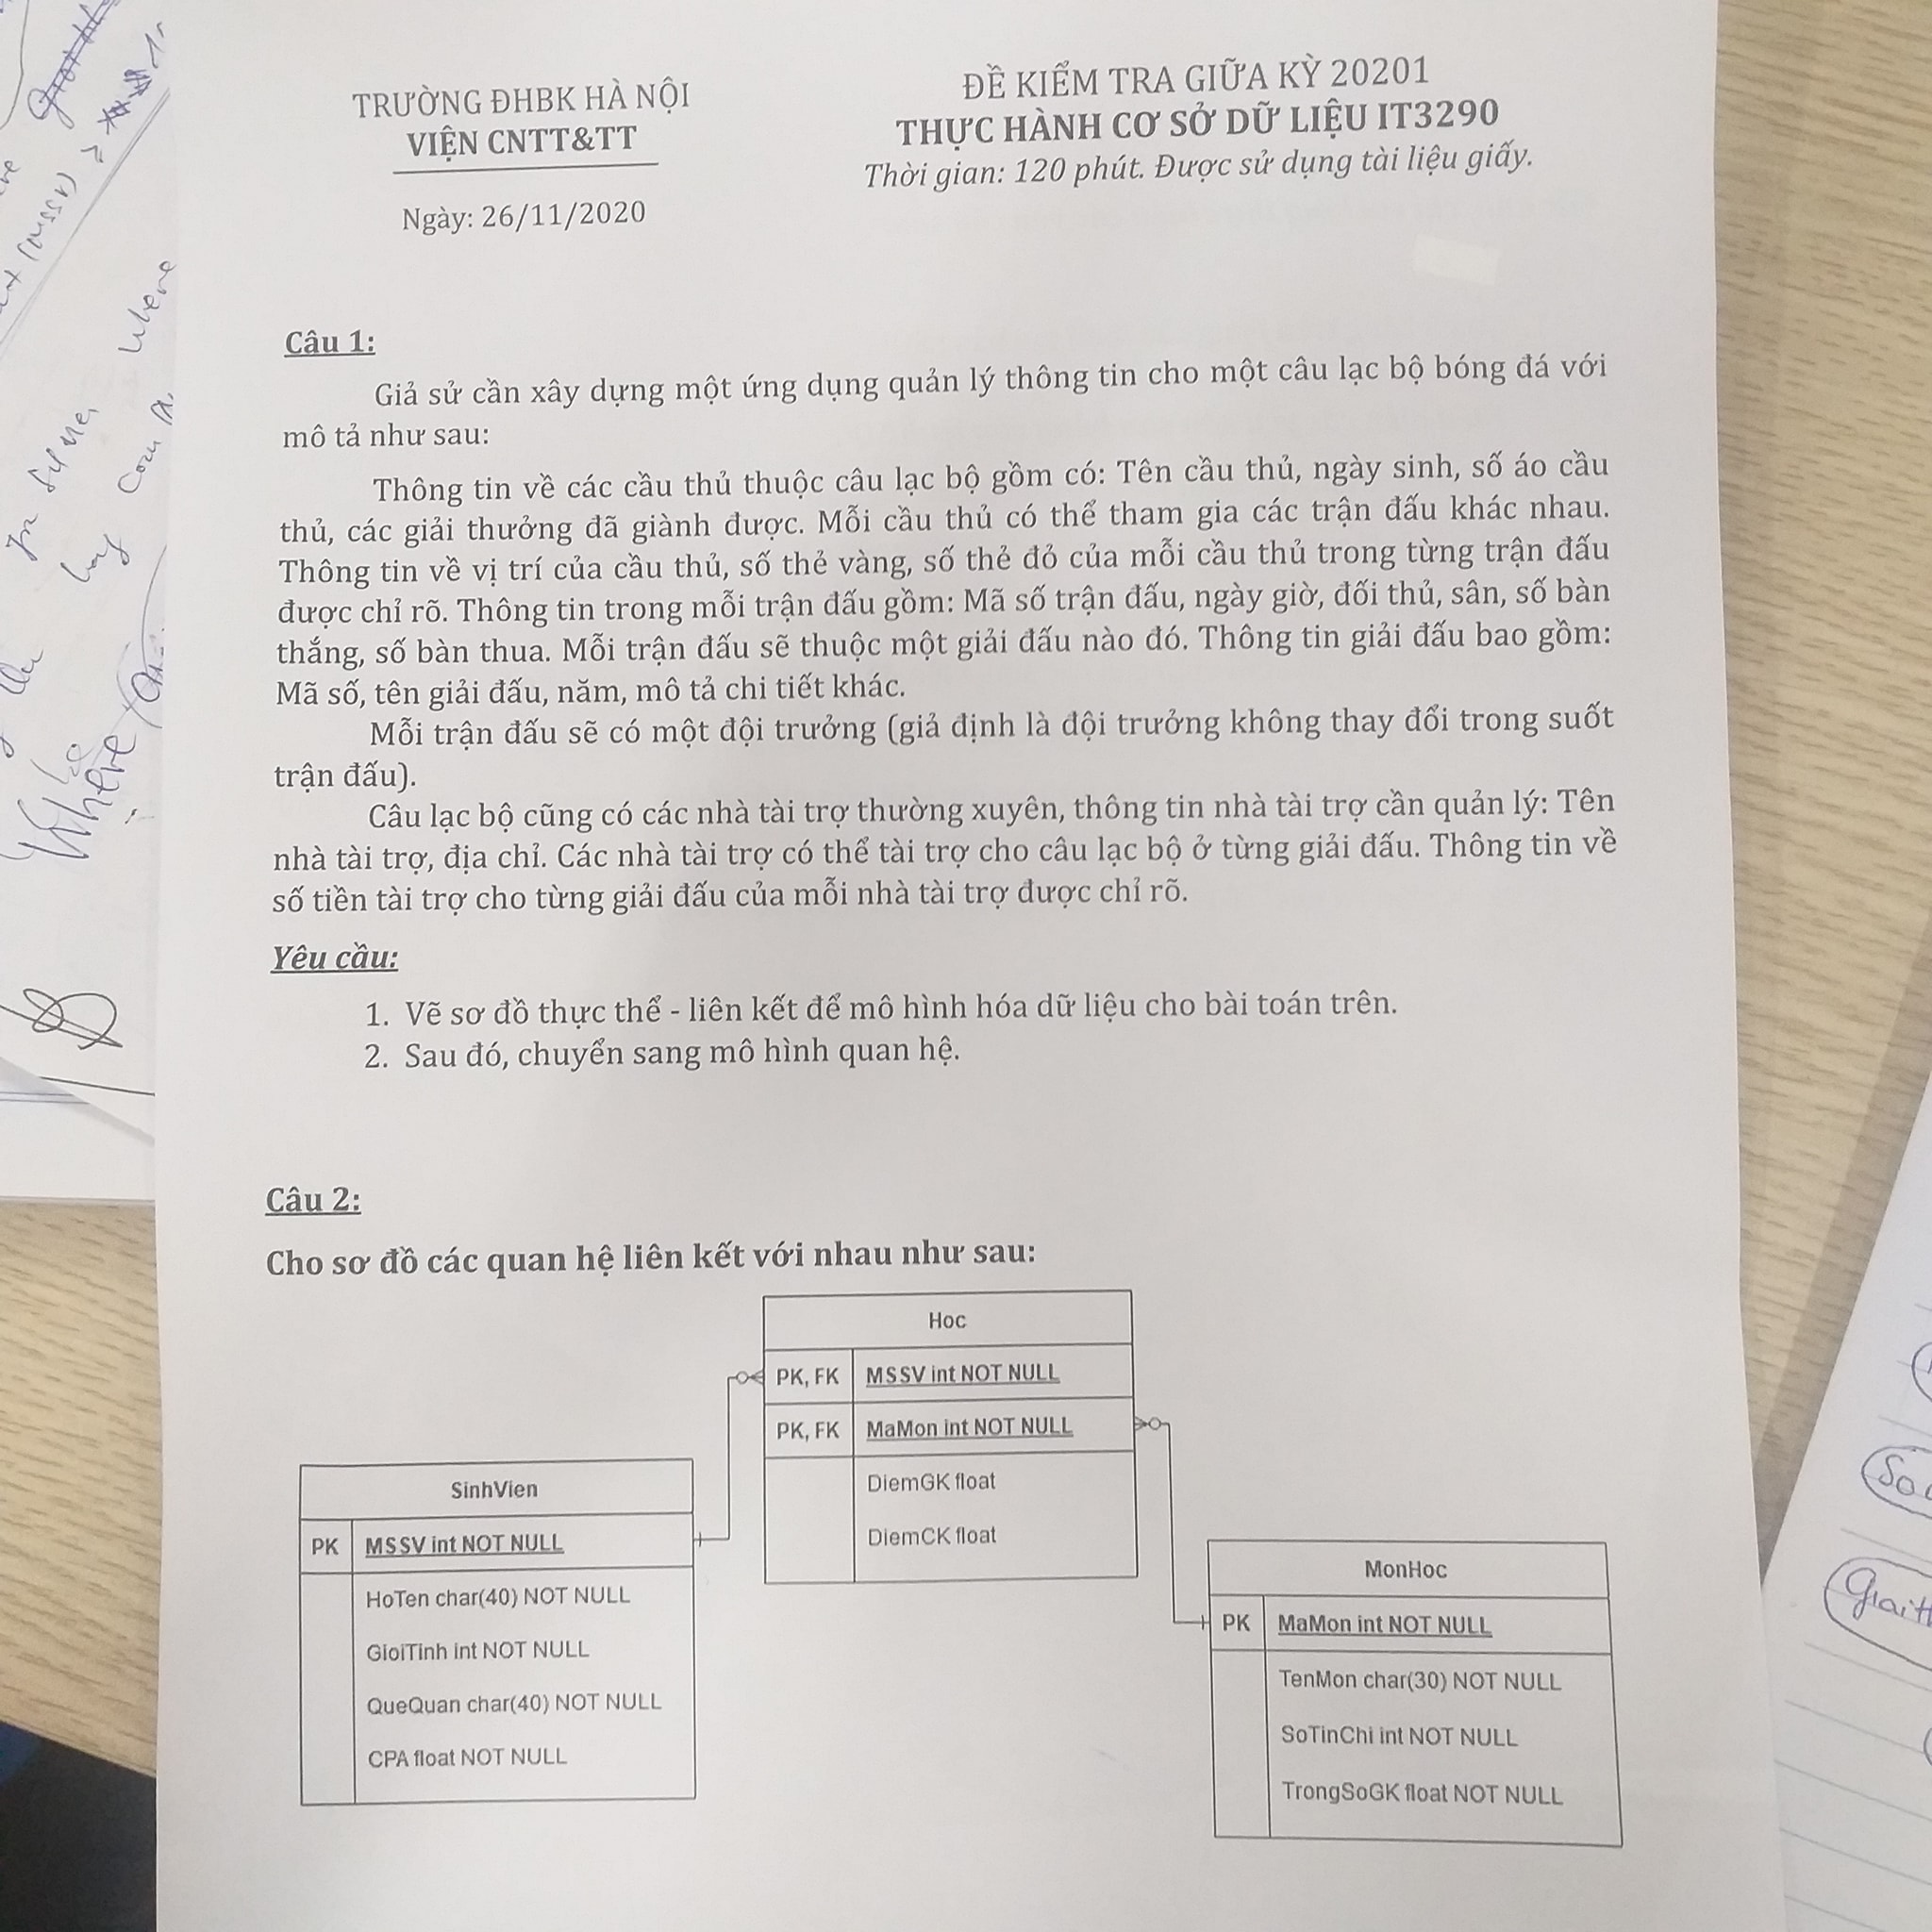 TRƯỜNG ĐHBK HÀ NỘI
VIỆN CNTT&TT
Ngày: 26/11/2020
ĐỀ KIỂM TRA GIỮA KỲ 20201
THỰC HÀNH CƠ SỞ DỮ LIỆU IT3290
Thời gian: 120 phút. Được sử dụng tài liệu giấy.
Câu 1:
Giả sử cần xây dựng một ứng dụng quản lý thông tin cho một câu lạc bộ bóng đá với
mô tả như sau:
Thông tin về các cầu thủ thuộc câu lạc bộ gồm có: Tên cầu thủ, ngày sinh, số áo cầu
thủ, các giải thưởng đã giành được. Mỗi cầu thủ có thể tham gia các trận đấu khác nhau.
Thông tin về vị trí của cầu thủ, số thẻ vàng, số thẻ đỏ của mỗi cầu thủ trong từng trận đấu
được chỉ rõ. Thông tin trong mỗi trận đấu gồm: Mã số trận đấu, ngày giờ, đối thủ, sân, số bàn
thắng, số bàn thua. Mỗi trận đấu sẽ thuộc một giải đấu nào đó. Thông tin giải đấu bao gồm:
Mã số, tên giải đấu, năm, mô tả chi tiết khác.
Mỗi trận đấu sẽ có một đội trưởng (giả định là đội trưởng không thay đổi trong suốt
trận đấu).
Câu lạc bộ cũng có các nhà tài trợ thường xuyên, thông tin nhà tài trợ cần quản lý: Tên
nhà tài trợ, địa chỉ. Các nhà tài trợ có thể tài trợ cho câu lạc bộ ở từng giải đấu. Thông tin về
số tiền tài trợ cho từng giải đấu của mỗi nhà tài trợ được chỉ rõ.
Yêu cầu:
1. Vẽ sơ đồ thực thể - liên kết để mô hình hóa dữ liệu cho bài toán trên.
2. Sau đó, chuyển sang mô hình quan hệ.
Câu 2:
Cho sơ đồ các quan hệ liên kết với nhau như sau:
Hoc
PK, FK MSSV int NOT NULL
PK, FK MaMon int NOT NULL
DiemGK float
DiemCK float
SinhVien
PK MSSV int NOT NULL
HoTen char(40) NOT NULL
GioiTinh int NOT NULL
QueQuan char(40) NOT NULL
CPA float NOT NULL
MonHoc
PK MaMon int NOT NULL
TenMon char(30) NOT NULL
SoTinChi int NOT NULL
TrongSoGK float NOT NULL
where
Where